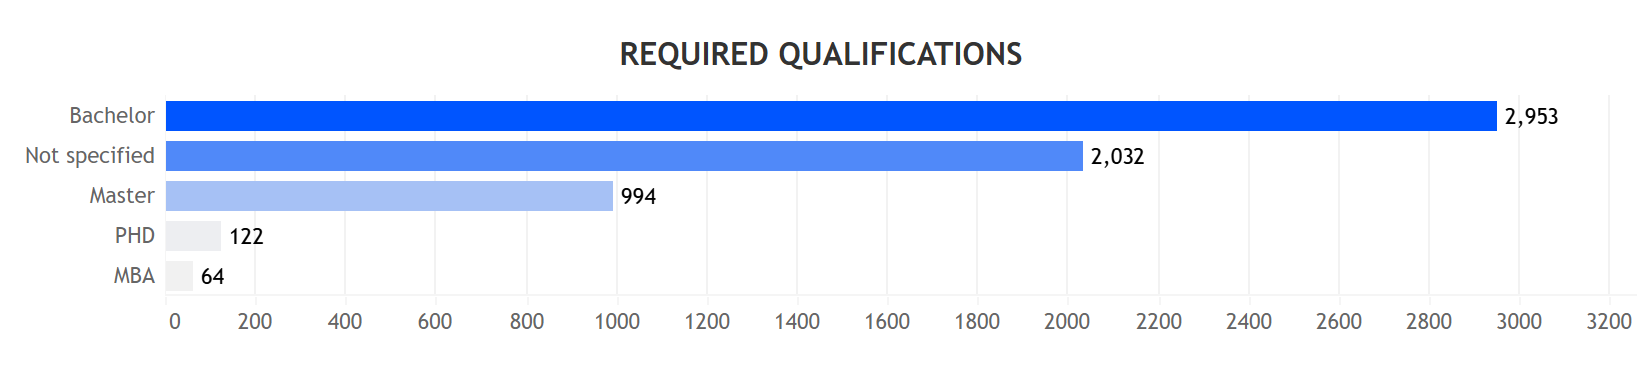 REQUIRED QUALIFICATIONS
Bachelor 2,953
Not specified 2,032
Master 994
PHD 122
MBA 64
0 200 400 600 800 1000 1200 1400 1600 1800 2000 2200 2400 2600 2800 3000 3200